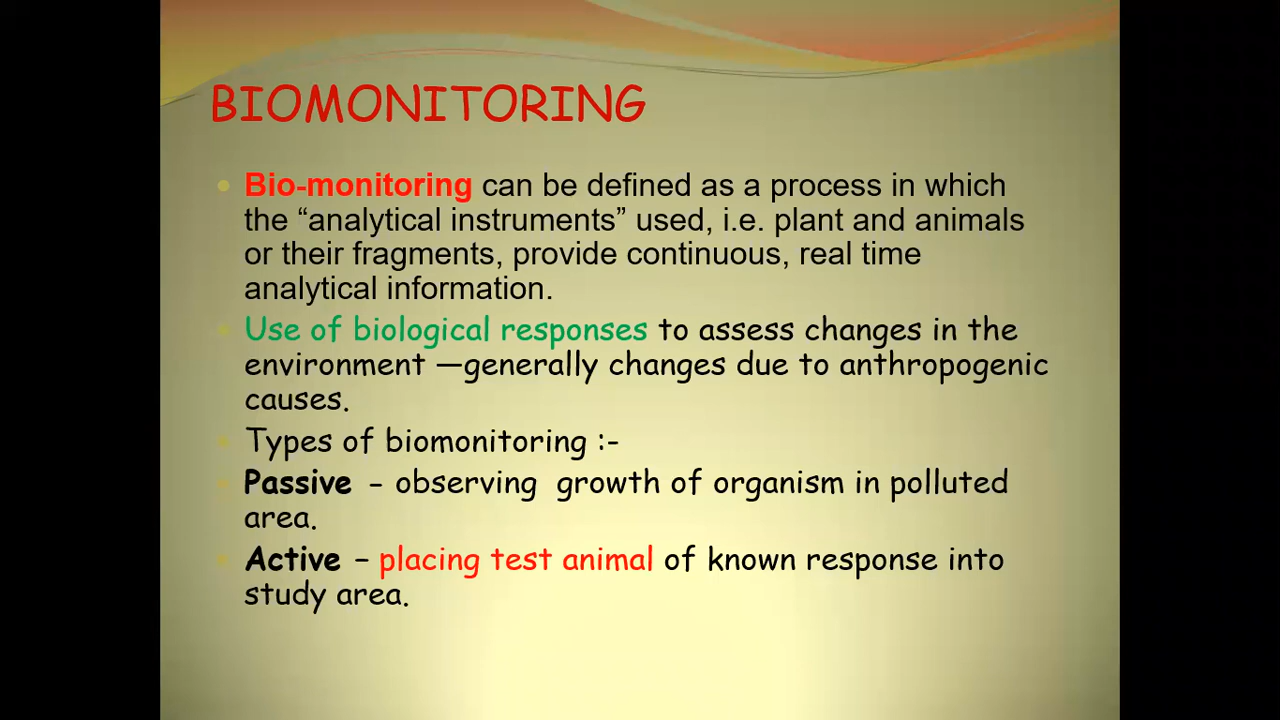 BIOMONITORING
Bio-monitoring can be defined as a process in which
the “analytical instruments” used, i.e. plant and animals
or their fragments, provide continuous, real time
analytical information.
Use of biological responses to assess changes in the
environment —generally changes due to anthropogenic
causes.
Types of biomonitoring :-
Passive – observing  growth of organism in polluted
area.
Active – placing test animal of known response into
study area.